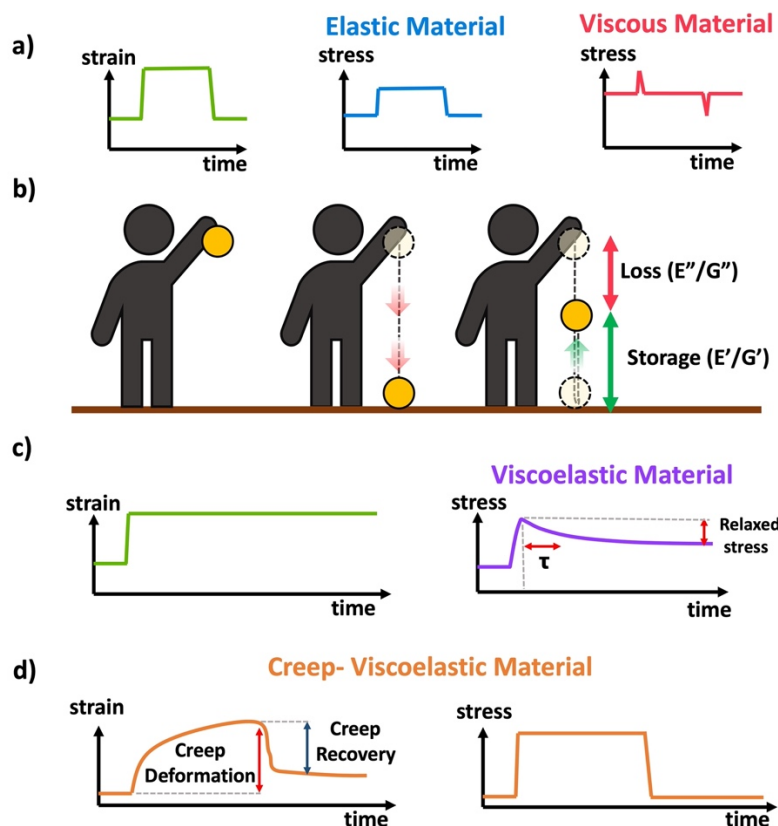 a)
Elastic Material
Viscous Material
strain
time
stress
time
stress
time
b)
Loss (E”/G”)
Storage (E’/G’)
c)
Viscoelastic Material
strain
time
stress
τ
Relaxed
stress
time
d)
Creep- Viscoelastic Material
strain
Creep
Deformation
Creep
Recovery
time
stress
time